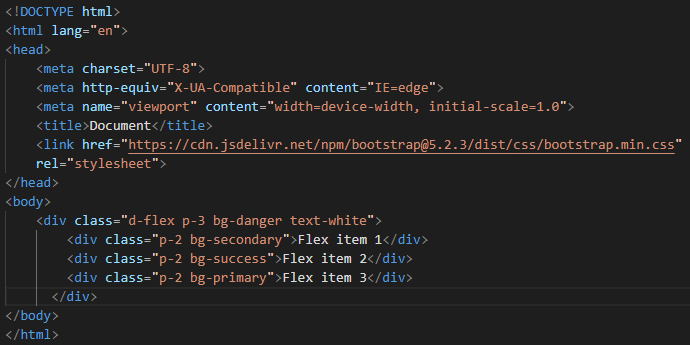 <!DOCTYPE html>
<html lang="en">
<head>
    <meta charset="UTF-8">
    <meta http-equiv="X-UA-Compatible" content="IE=edge">
    <meta name="viewport" content="width=device-width, initial-scale=1.0">
    <title>Document</title>
    <link href="https://cdn.jsdelivr.net/npm/bootstrap@5.2.3/dist/css/bootstrap.min.css"
    rel="stylesheet">
</head>
<body>
    <div class="d-flex p-3 bg-danger text-white">
        <div class="p-2 bg-secondary">Flex item 1</div>
        <div class="p-2 bg-success">Flex item 2</div>
        <div class="p-2 bg-primary">Flex item 3</div>
      </div>
</body>
</html>